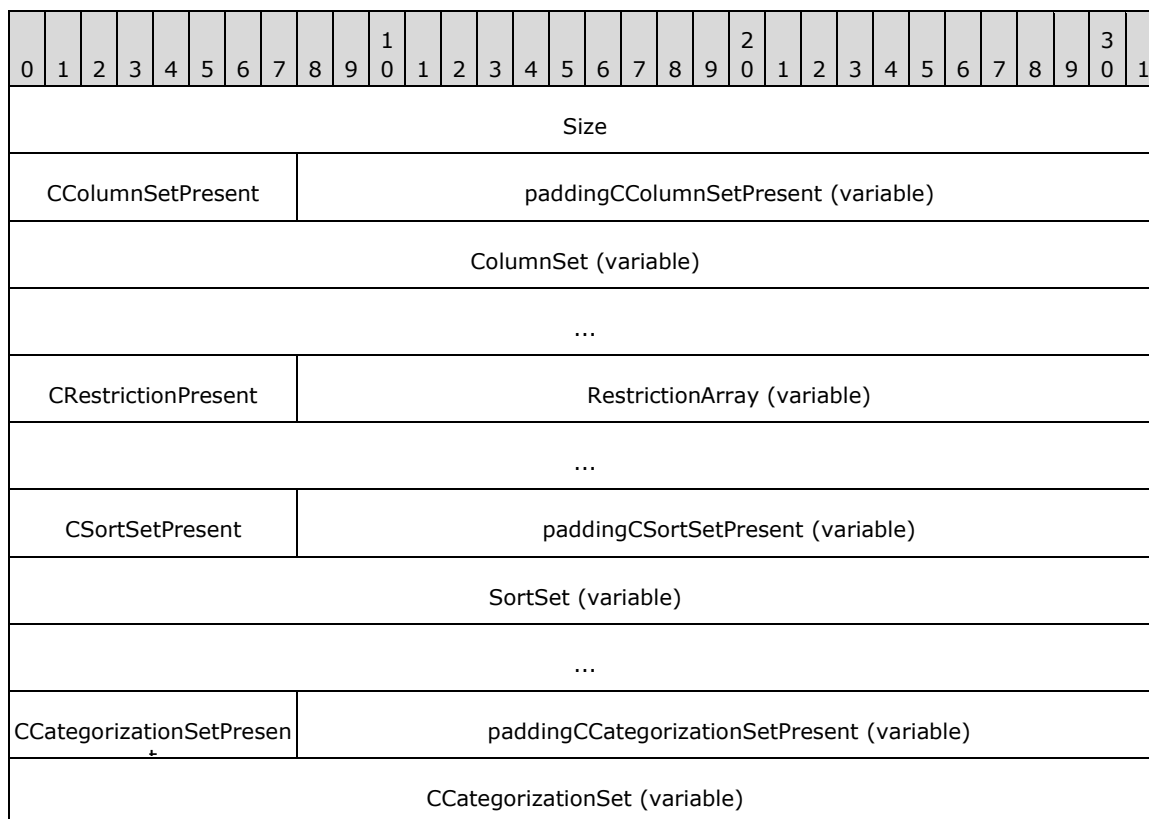 1 2 3
0 1 2 3 4 5 6 7 8 9 0 1 2 3 4 5 6 7 8 9 0 1 2 3 4 5 6 7 8 9 0 1
Size
CColumnSetPresent paddingCColumnSetPresent (variable)
ColumnSet (variable)
...
CRestrictionPresent RestrictionArray (variable)
...
CSortSetPresent paddingCSortSetPresent (variable)
SortSet (variable)
...
CCategorizationSetPresen paddingCCategorizationSetPresent (variable)
t
CCategorizationSet (variable)